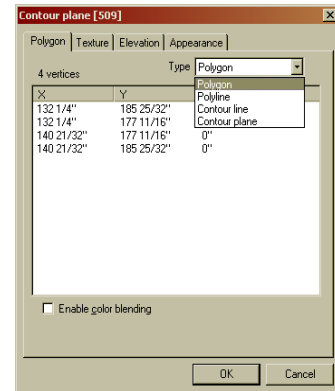 Contour plane [509]
Polygon Texture Elevation Appearance
4 vertices Type Polygon
Polygon
Polyline
Contour line
Contour plane
X Y
132 1/4" 185 25/32"
132 1/4" 177 11/16"
140 21/32" 177 11/16" 0"
140 21/32" 185 25/32" 0"
Enable color blending
OK Cancel